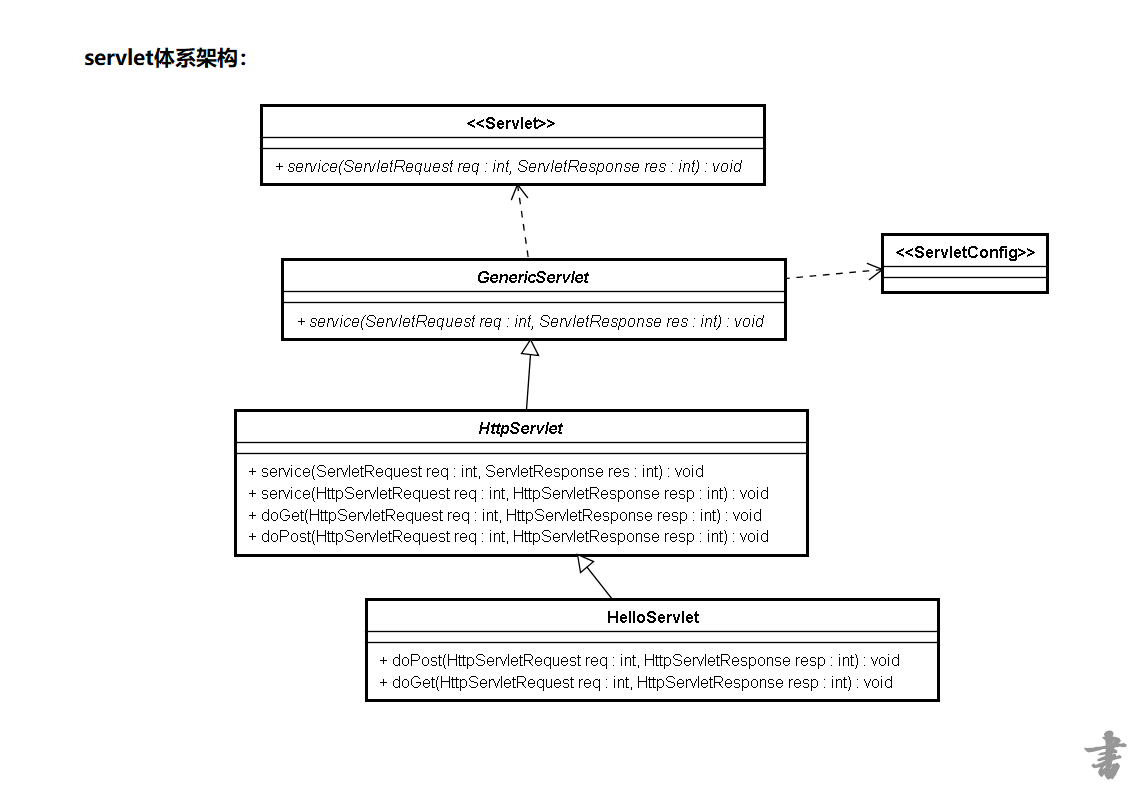 servlet体系架构：
<<Servlet>>
+ service(ServletRequest req : int, ServletResponse res : int) : void
<<ServletConfig>>
GenericServlet
+ service(ServletRequest req : int, ServletResponse res : int) : void
HttpServlet
+ service(ServletRequest req : int, ServletResponse res : int) : void
+ service(HttpServletRequest req : int, HttpServletResponse resp : int) : void
+ doGet(HttpServletRequest req : int, HttpServletResponse resp : int) : void
+ doPost(HttpServletRequest req : int, HttpServletResponse resp : int) : void
HelloServlet
+ doPost(HttpServletRequest req : int, HttpServletResponse resp : int) : void
+ doGet(HttpServletRequest req : int, HttpServletResponse resp : int) : void
書